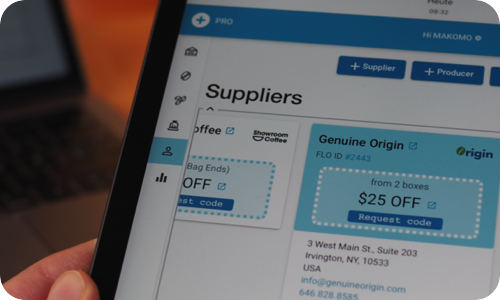 Heute
09:32
PRO
Hi MAKOMO
+ Supplier
+ Producer
Suppliers
offee
Showroom
Coffee
Bag Ends)
OFF
est code
Genuine Origin
FLO ID #2443
Origin
from 2 boxes
$25 OFF
Request code
3 West Main St., Suite 203
Irvington, NY, 10533
USA
info@genuineorigin.com
646.828.8585